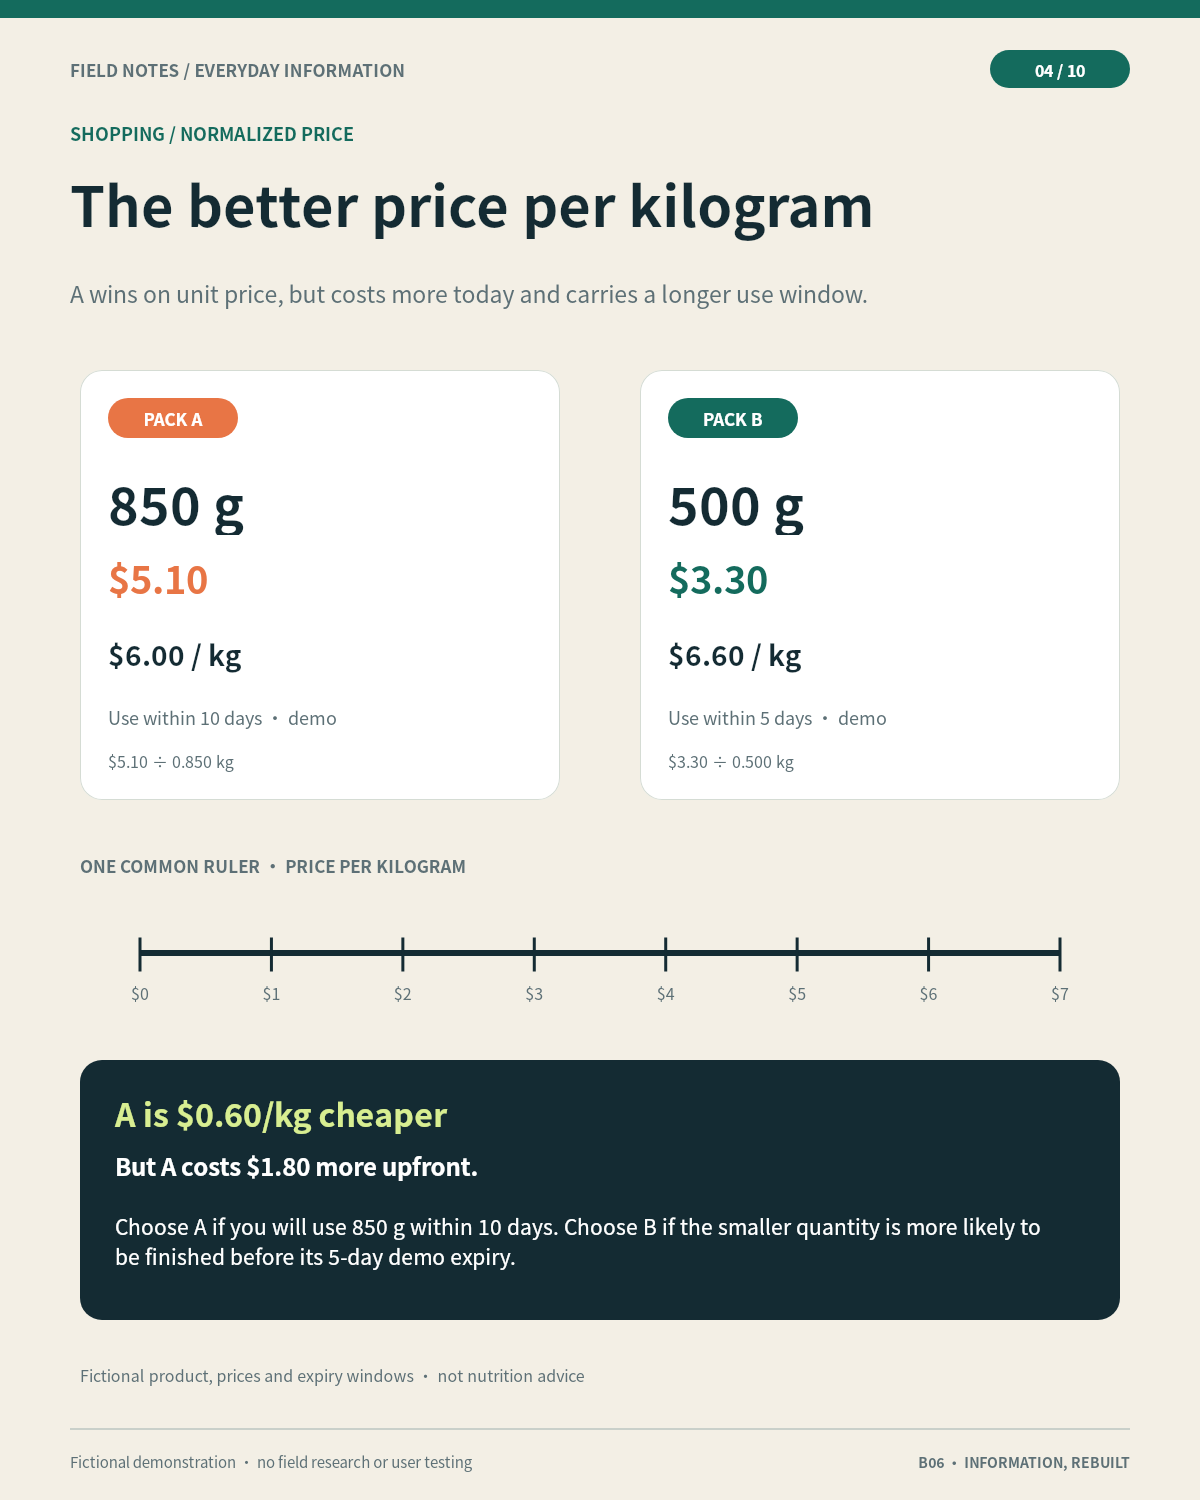 FIELD NOTES / EVERYDAY INFORMATION
04 / 10
SHOPPING / NORMALIZED PRICE
The better price per kilogram
A wins on unit price, but costs more today and carries a longer use window.
PACK A
850 g
$5.10
$6.00 / kg
Use within 10 days • demo
$5.10 ÷ 0.850 kg
PACK B
500 g
$3.30
$6.60 / kg
Use within 5 days • demo
$3.30 ÷ 0.500 kg
ONE COMMON RULER • PRICE PER KILOGRAM
$0 $1 $2 $3 $4 $5 $6 $7
A is $0.60/kg cheaper
But A costs $1.80 more upfront.
Choose A if you will use 850 g within 10 days. Choose B if the smaller quantity is more likely to
be finished before its 5-day demo expiry.
Fictional product, prices and expiry windows • not nutrition advice
Fictional demonstration • no field research or user testing
B06 • INFORMATION, REBUILT